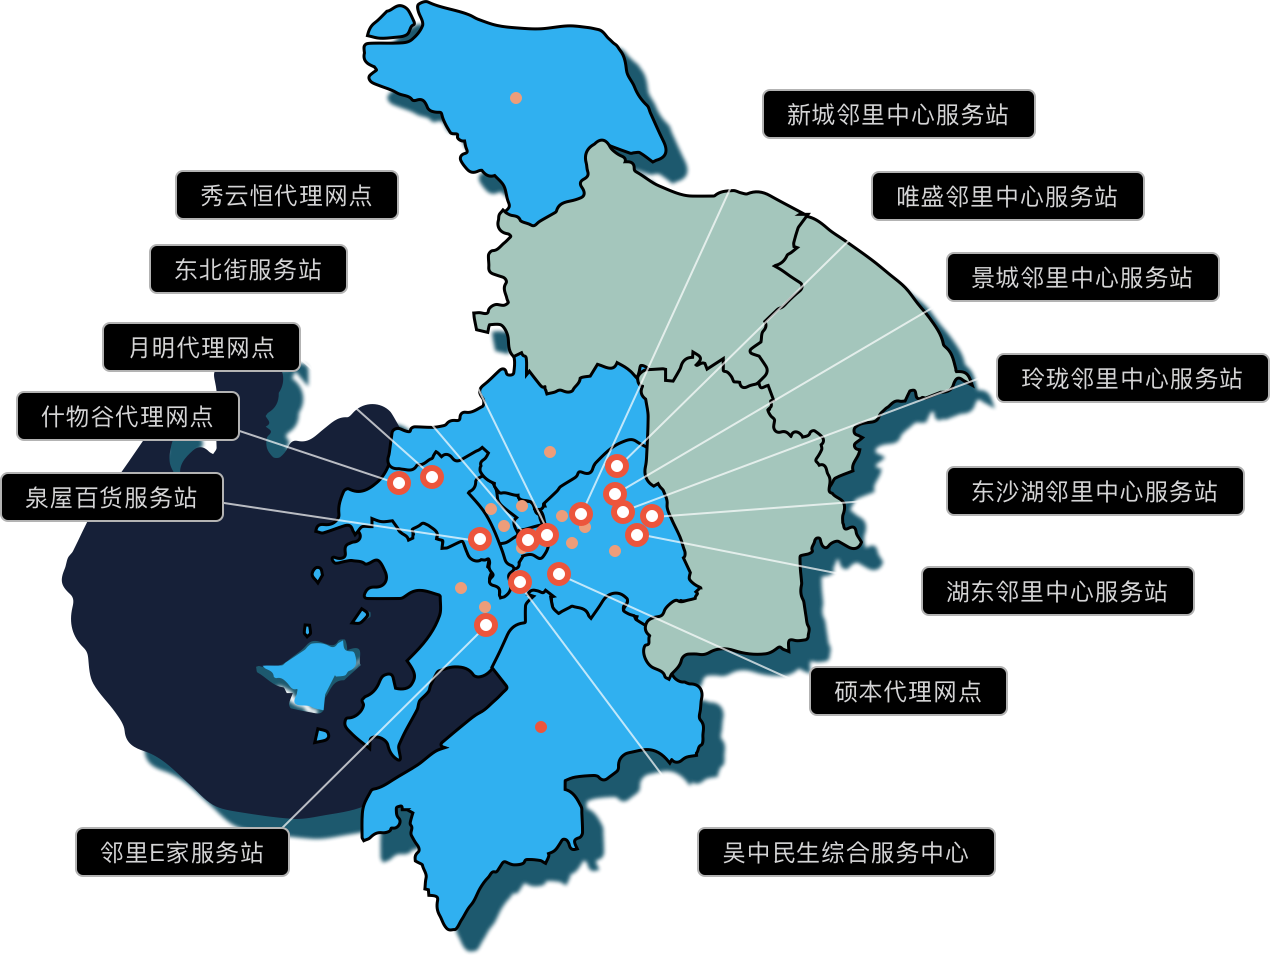 新城邻里中心服务站
秀云恒代理网点
唯盛邻里中心服务站
东北街服务站
景城邻里中心服务站
月明代理网点
玲珑邻里中心服务站
什物谷代理网点
泉屋百货服务站
东沙湖邻里中心服务站
湖东邻里中心服务站
硕本代理网点
邻里E家服务站
吴中民生综合服务中心